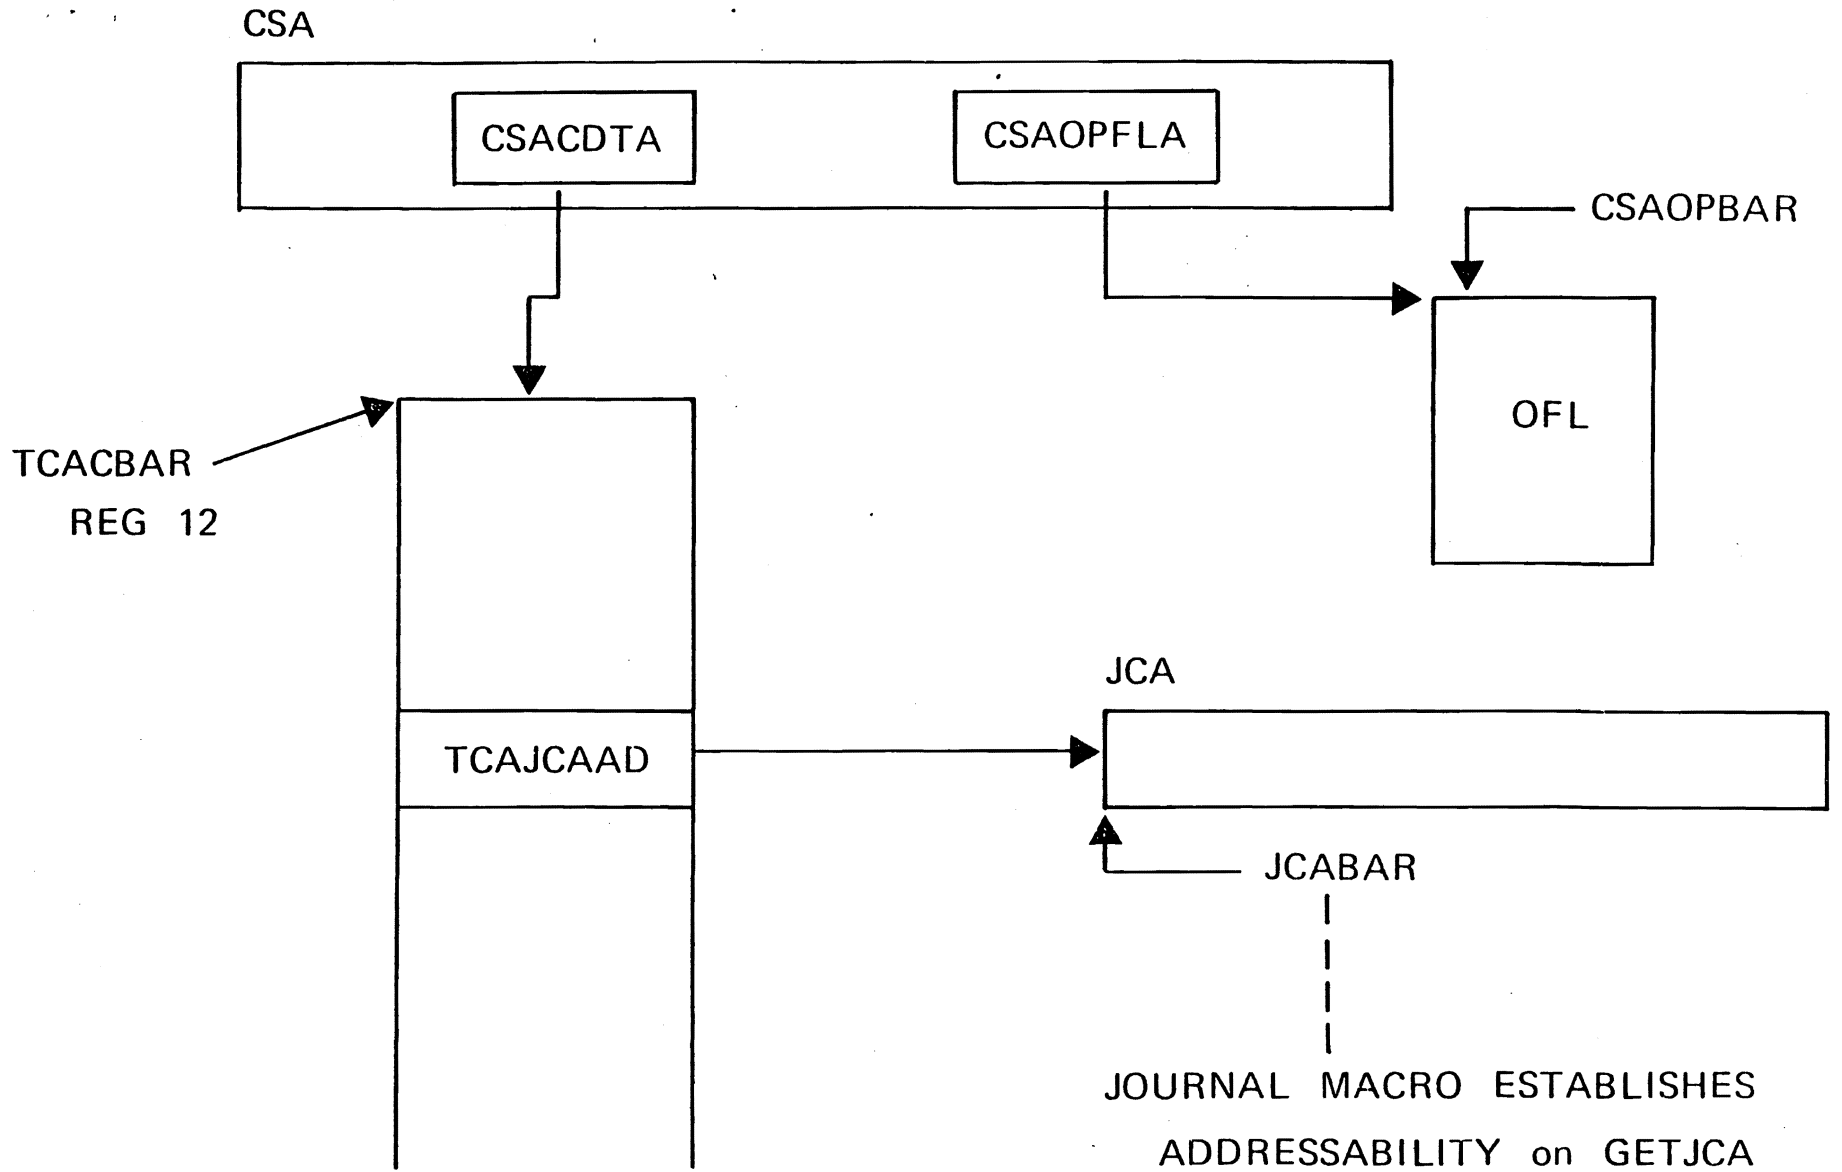 CSA
CSACDTA
CSAOPFLA
CSAOPBAR
OFL
TCACBAR
REG 12
JCA
TCAJCAAD
JCABAR
JOURNAL MACRO ESTABLISHES
ADDRESSABILITY on GETJCA